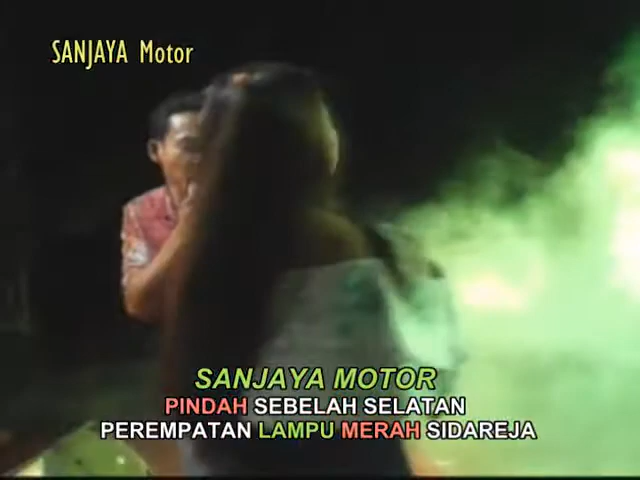 SANJAYA Motor
SANJAYA MOTOR
PINDAH SEBELAH SELATAN
PEREMPATAN LAMPU MERAH SIDAREJA